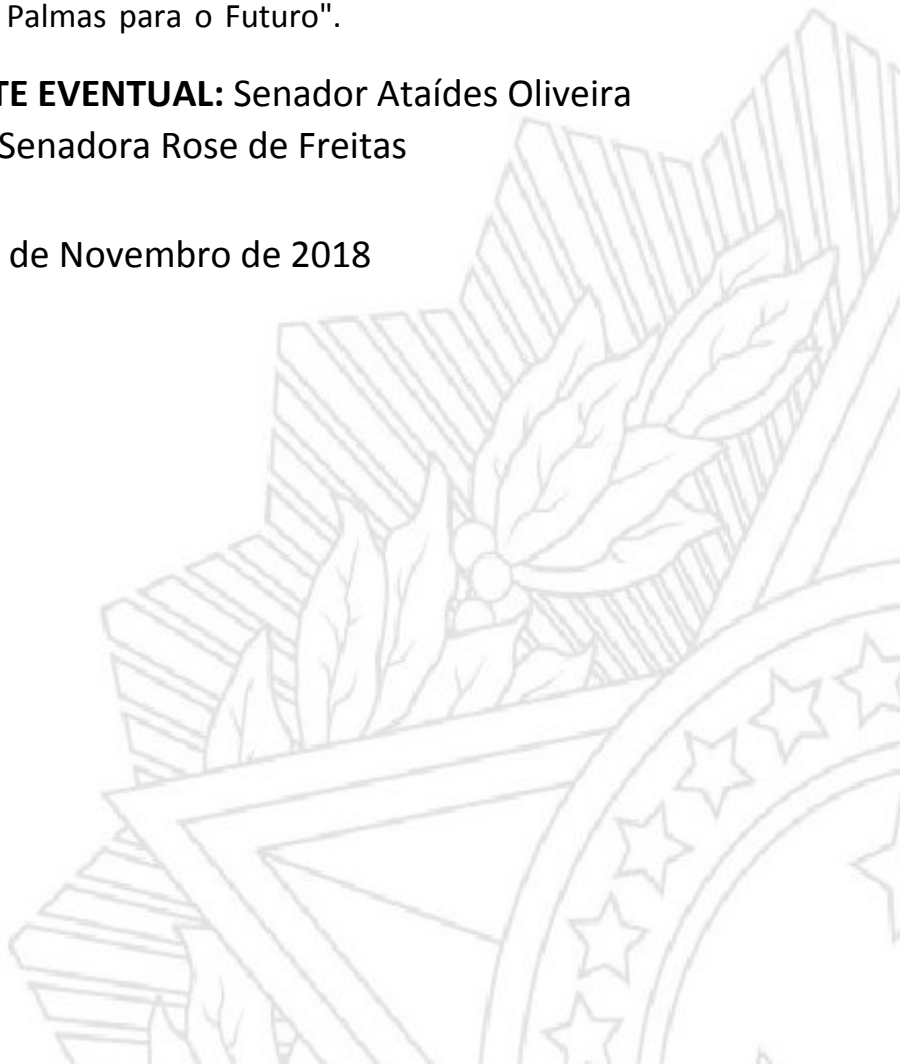 Palmas para o Futuro".
TE EVENTUAL: Senador Ataídes Oliveira
Senadora Rose de Freitas
de Novembro de 2018